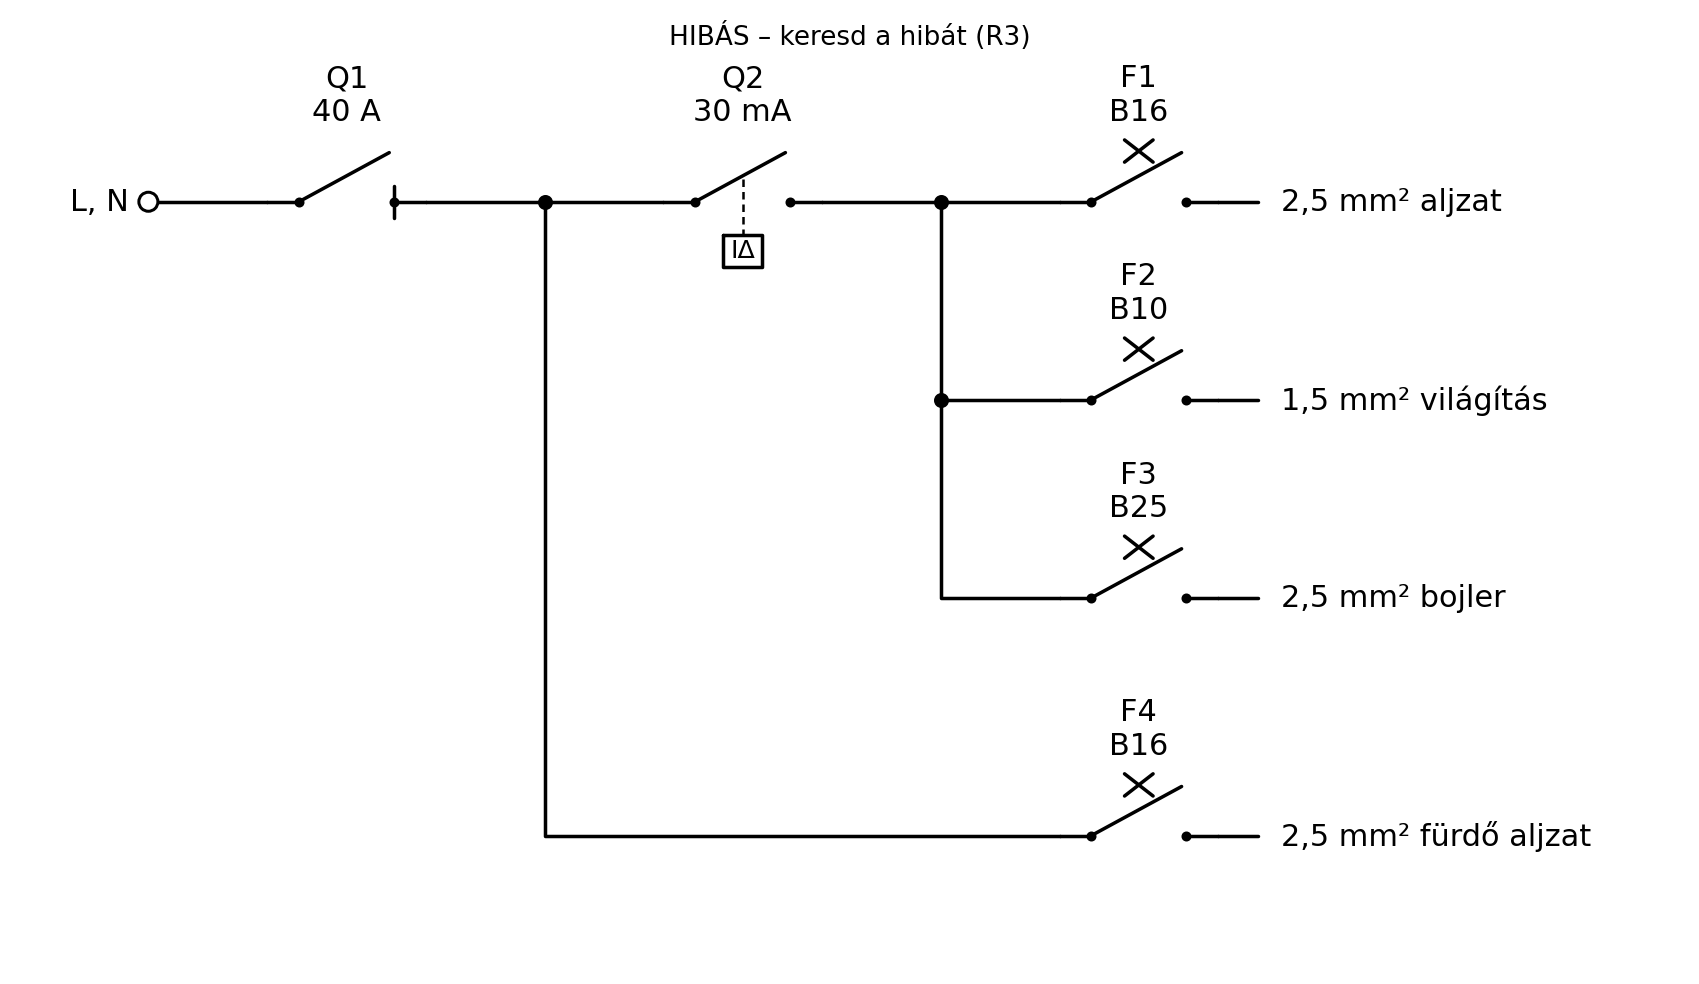 HIBÁS – keresd a hibát (R3)
Q1
40 A
Q2
30 mA
F1
B16
L, N
IΔ
2,5 mm² aljzat
F2
B10
1,5 mm² világítás
F3
B25
2,5 mm² bojler
F4
B16
2,5 mm² fürdő aljzat